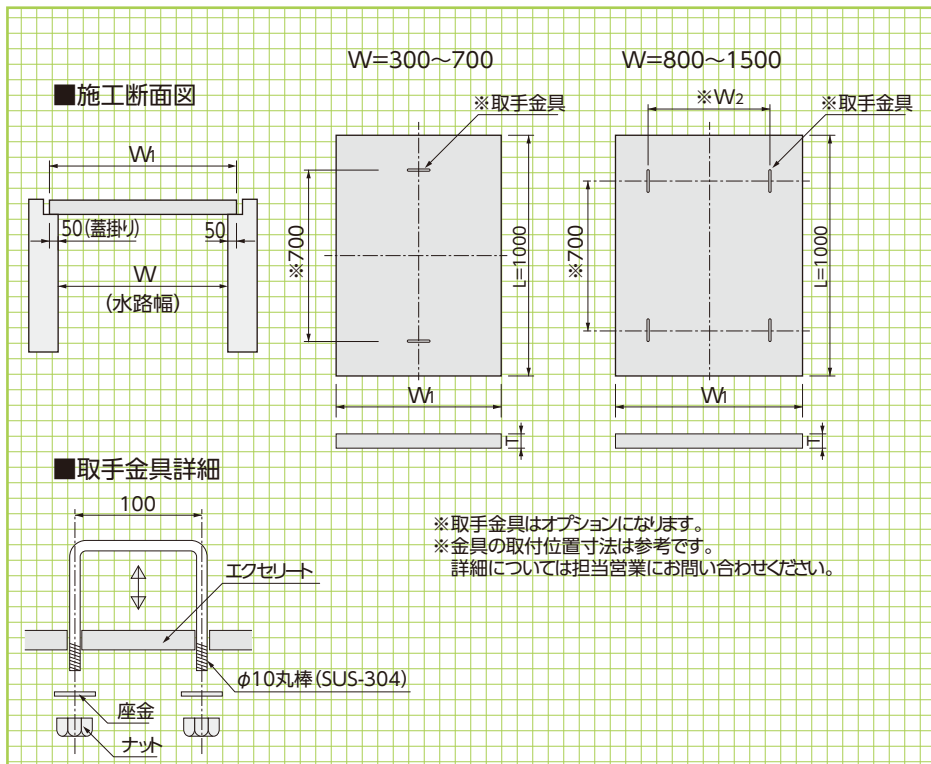 ■施工断面図
W1
50(蓋掛り)
50
W
(水路幅)
W=300～700
※取手金具
※700
L=1000
W1
T
W=800～1500
※W2
※取手金具
※700
L=1000
W1
T
■取手金具詳細
100
エクセリート
φ10丸棒(SUS-304)
座金
ナット
※取手金具はオプションになります。
※金具の取付位置寸法は参考です。
詳細については担当営業にお問い合わせください。